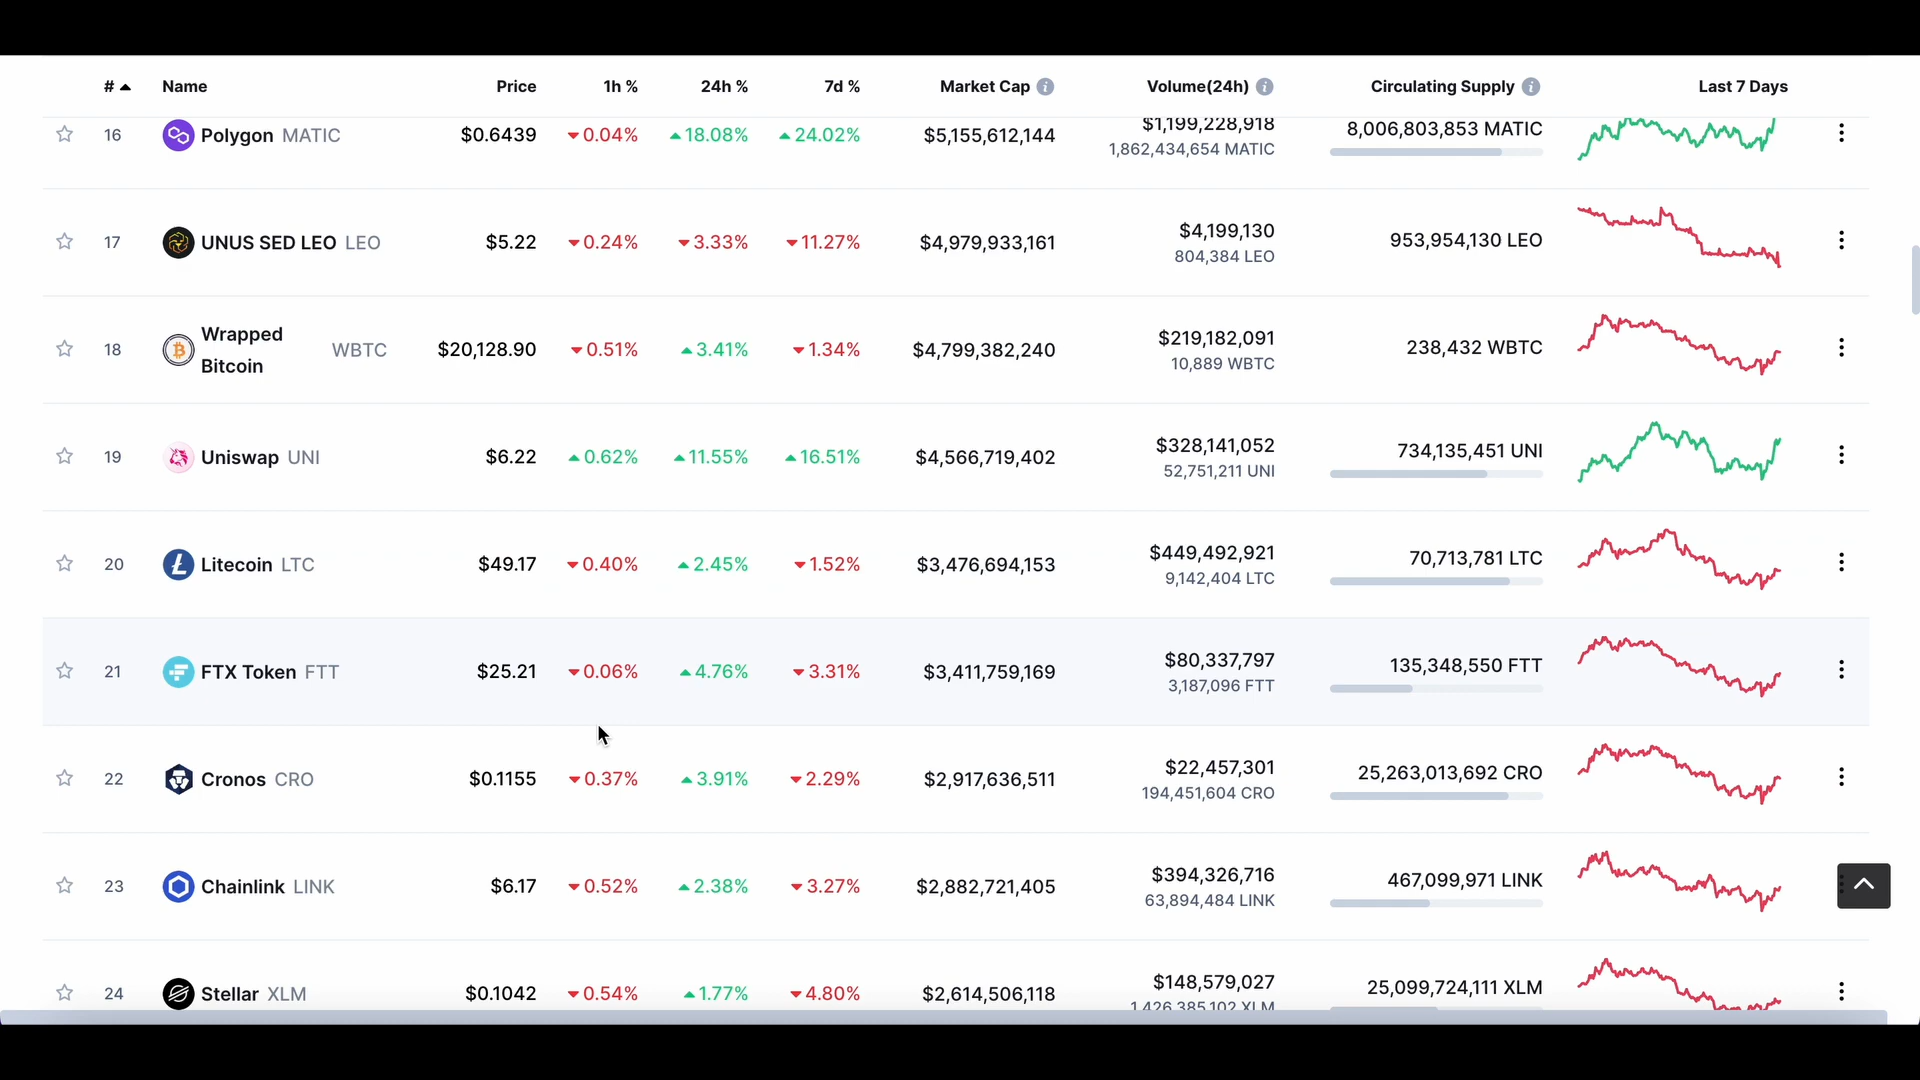 # Name Price 1h % 24h % 7d % Market Cap Volume(24h) Circulating Supply Last 7 Days
16 Polygon MATIC $0.6439 0.04% 18.08% 24.02% $5,155,612,144 $1,199,228,918 8,006,803,853 MATIC
1,862,434,654 MATIC
17 UNUS SED LEO LEO $5.22 0.24% 3.33% 11.27% $4,979,933,161 $4,199,130 953,954,130 LEO
804,384 LEO
18 Wrapped Bitcoin WBTC $20,128.90 0.51% 3.41% 1.34% $4,799,382,240 $219,182,091 238,432 WBTC
10,889 WBTC
19 Uniswap UNI $6.22 0.62% 11.55% 16.51% $4,566,719,402 $328,141,052 734,135,451 UNI
52,751,211 UNI
20 Litecoin LTC $49.17 0.40% 2.45% 1.52% $3,476,694,153 $449,492,921 70,713,781 LTC
9,142,404 LTC
21 FTX Token FTT $25.21 0.06% 4.76% 3.31% $3,411,759,169 $80,337,797 135,348,550 FTT
3,187,096 FTT
22 Cronos CRO $0.1155 0.37% 3.91% 2.29% $2,917,636,511 $22,457,301 25,263,013,692 CRO
194,451,604 CRO
23 Chainlink LINK $6.17 0.52% 2.38% 3.27% $2,882,721,405 $394,326,716 467,099,971 LINK
63,894,484 LINK
24 Stellar XLM $0.1042 0.54% 1.77% 4.80% $2,614,506,118 $148,579,027 25,099,724,111 XLM
1,426,385,102 XLM